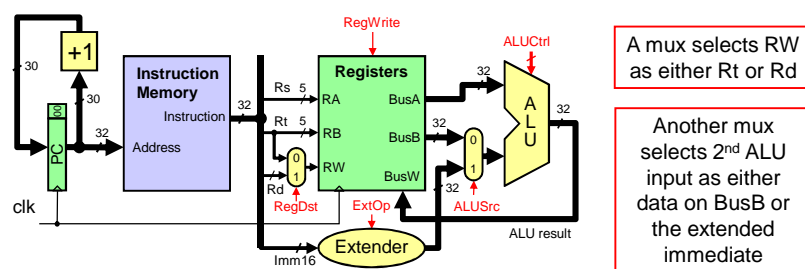 RegWrite
ALUCtrl
+1
30
30
Instruction
Memory
Instruction
Address
32
32
PC
00
clk
Registers
Rs
5
RA
Rt
5
RB
RW
Rd
0
1
RegDst
BusA
BusB
BusW
32
32
32
32
0
1
ALUSrc
A
L
U
32
ExtOp
Extender
Imm16
ALU result
A mux selects RW
as either Rt or Rd
Another mux
selects 2nd ALU
input as either
data on BusB or
the extended
immediate